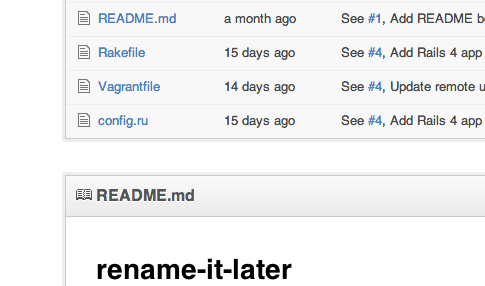 README.md a month ago See #1, Add README
Rakefile 15 days ago See #4, Add Rails 4 app
Vagrantfile 14 days ago See #4, Update remote
config.ru 15 days ago See #4, Add Rails 4 app
README.md
rename-it-later